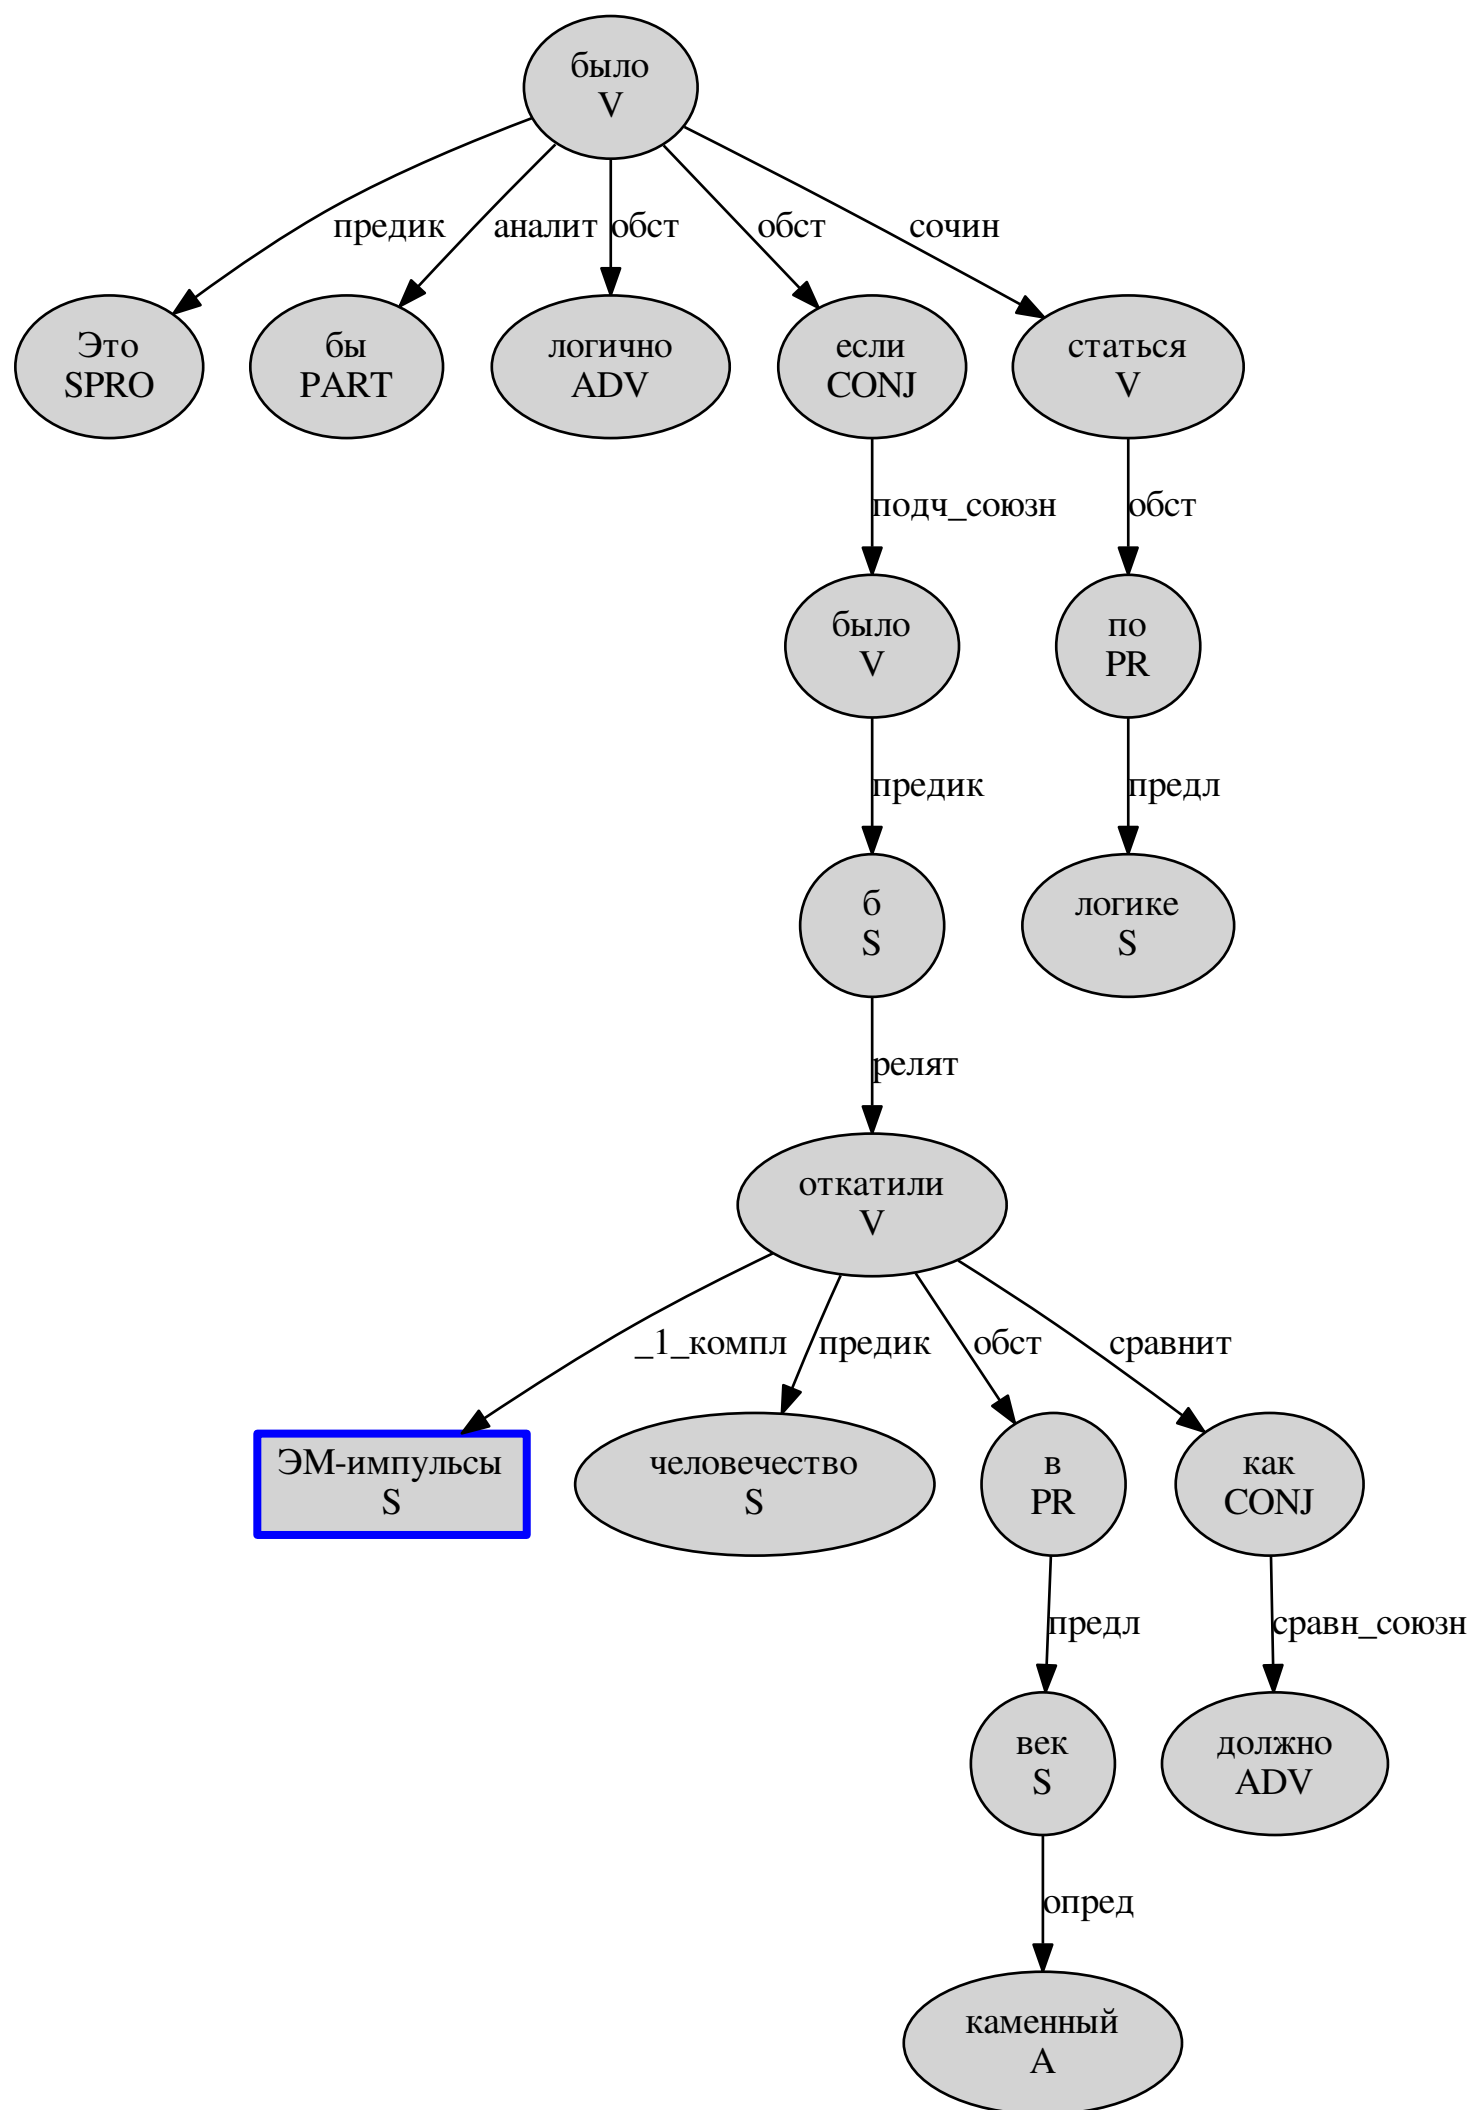 было
V
предик
аналит
обст
обст
сочин
Это
SPRO
бы
PART
логично
ADV
если
CONJ
статься
V
подч_союзн
обст
было
V
по
PR
предик
предл
б
S
логике
S
релят
откатили
V
_1_компл
предик
обст
сравнит
ЭМ-импульсы
S
человечество
S
в
PR
как
CONJ
предл
сравн_союзн
век
S
должно
ADV
опред
каменный
A